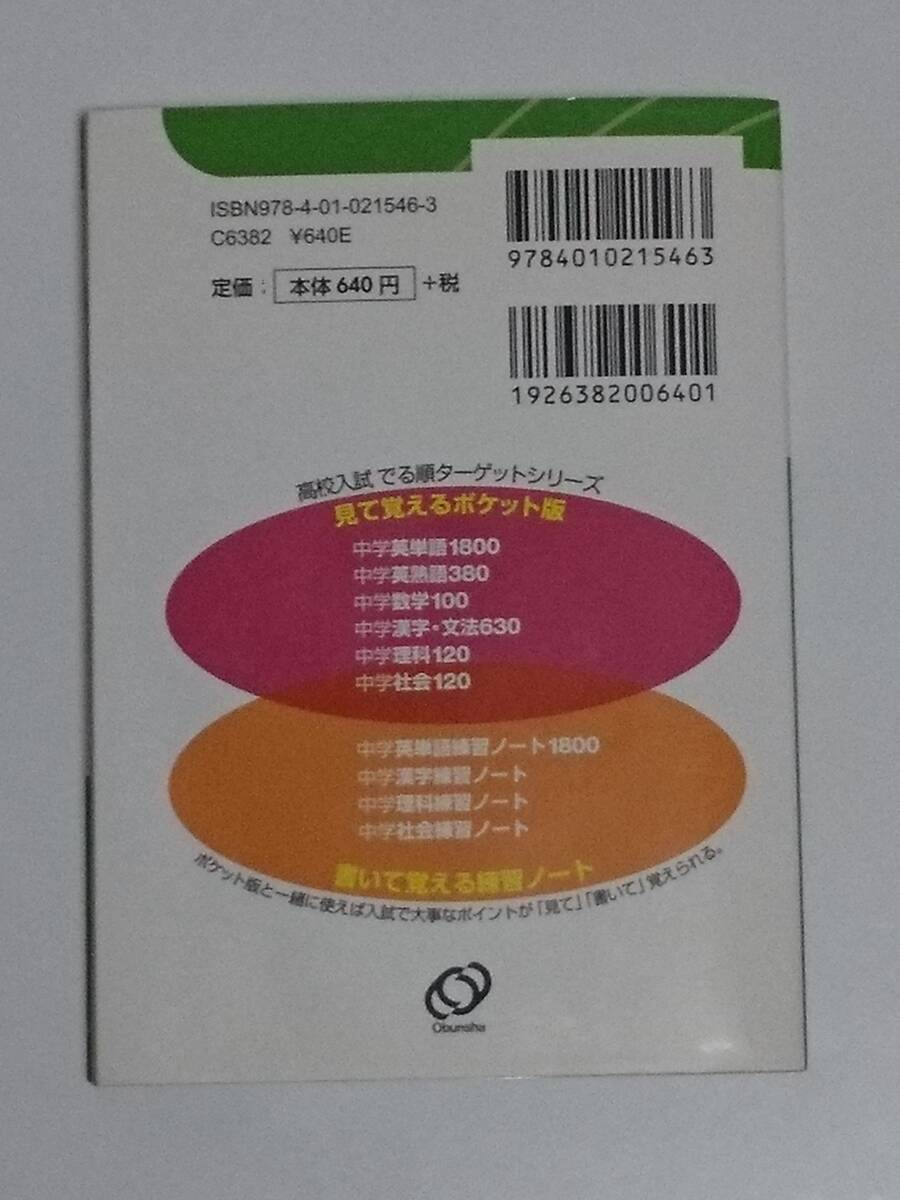 ISBN978-4-01-021546-3
C6382 ¥640E
定価： 本体640円 +税
9784010215463
1926382006401
高校入試 でる順ターゲットシリーズ
見て覚えるポケット版
中学英単語1800
中学英熟語380
中学数学100
中学漢字・文法630
中学理科120
中学社会120
中学英単語練習ノート1800
中学漢字練習ノート
中学理科練習ノート
中学社会練習ノート
書いて覚える練習ノート
ポケット版と一緒に使えば入試で大事なポイントが「見て」「書いて」覚えられる。
Obunsha